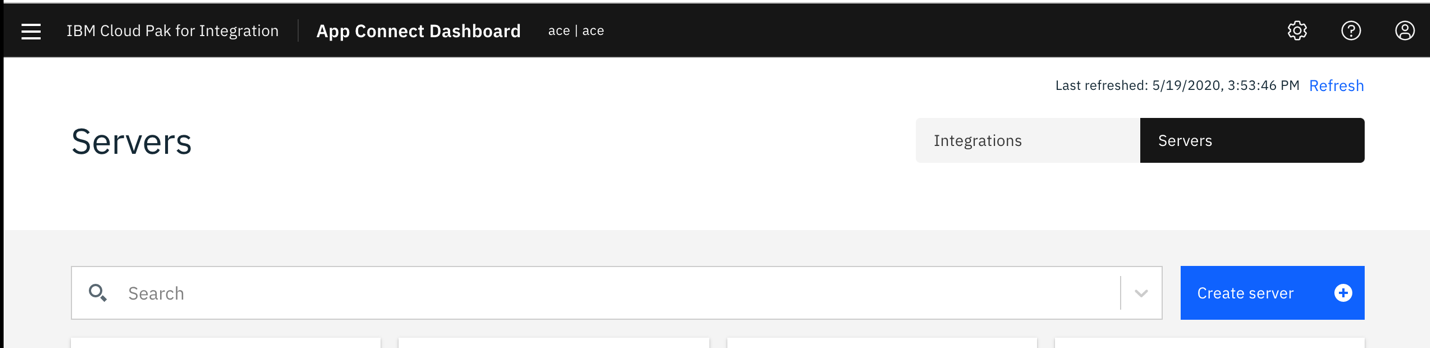 IBM Cloud Pak for Integration App Connect Dashboard ace | ace
Last refreshed: 5/19/2020, 3:53:46 PM Refresh
Servers
Integrations Servers
Search Create server